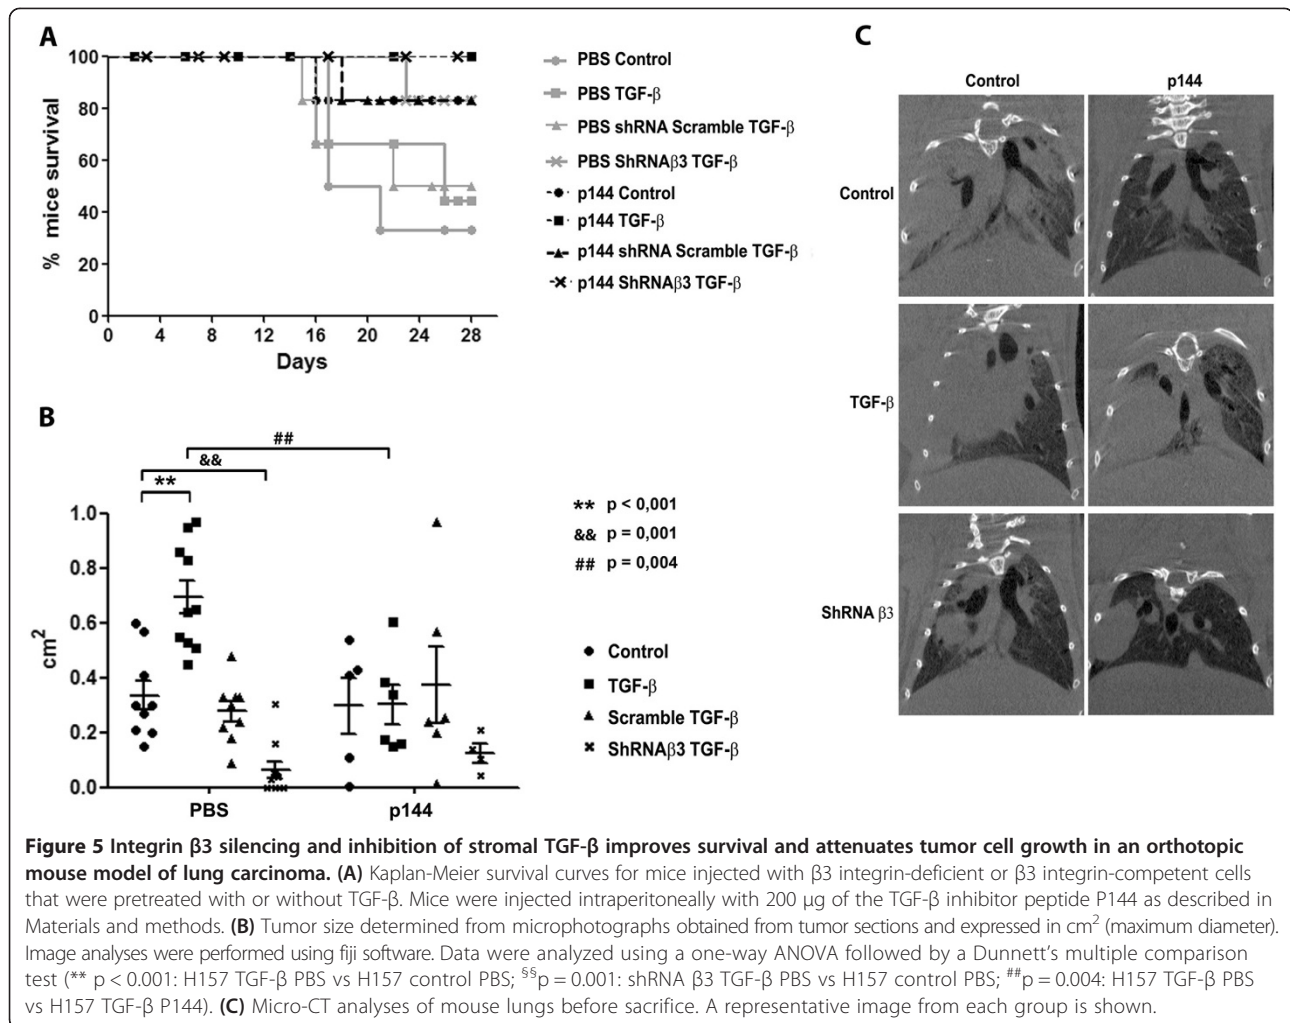 A
% mice survival
100
80
60
40
20
0
0 4 8 12 16 20 24 28
Days
PBS Control
PBS TGF-β
PBS shRNA Scramble TGF-β
PBS ShRNAβ3 TGF-β
p144 Control
p144 TGF-β
p144 shRNA Scramble TGF-β
p144 ShRNAβ3 TGF-β
B
##
&&
**
cm²
1.0
0.8
0.6
0.4
0.2
0.0
PBS p144
** p < 0,001
&& p = 0,001
## p = 0,004
Control
TGF-β
Scramble TGF-β
ShRNAβ3 TGF-β
C
Control p144
Control
TGF-β
ShRNA β3
Figure 5 Integrin β3 silencing and inhibition of stromal TGF-β improves survival and attenuates tumor cell growth in an orthotopic
mouse model of lung carcinoma. (A) Kaplan-Meier survival curves for mice injected with β3 integrin-deficient or β3 integrin-competent cells
that were pretreated with or without TGF-β. Mice were injected intraperitoneally with 200 μg of the TGF-β inhibitor peptide P144 as described in
Materials and methods. (B) Tumor size determined from microphotographs obtained from tumor sections and expressed in cm² (maximum diameter).
Image analyses were performed using fiji software. Data were analyzed using a one-way ANOVA followed by a Dunnett's multiple comparison
test (** p < 0.001: H157 TGF-β PBS vs H157 control PBS; §§p = 0.001: shRNA β3 TGF-β PBS vs H157 control PBS; ##p = 0.004: H157 TGF-β PBS
vs H157 TGF-β P144). (C) Micro-CT analyses of mouse lungs before sacrifice. A representative image from each group is shown.